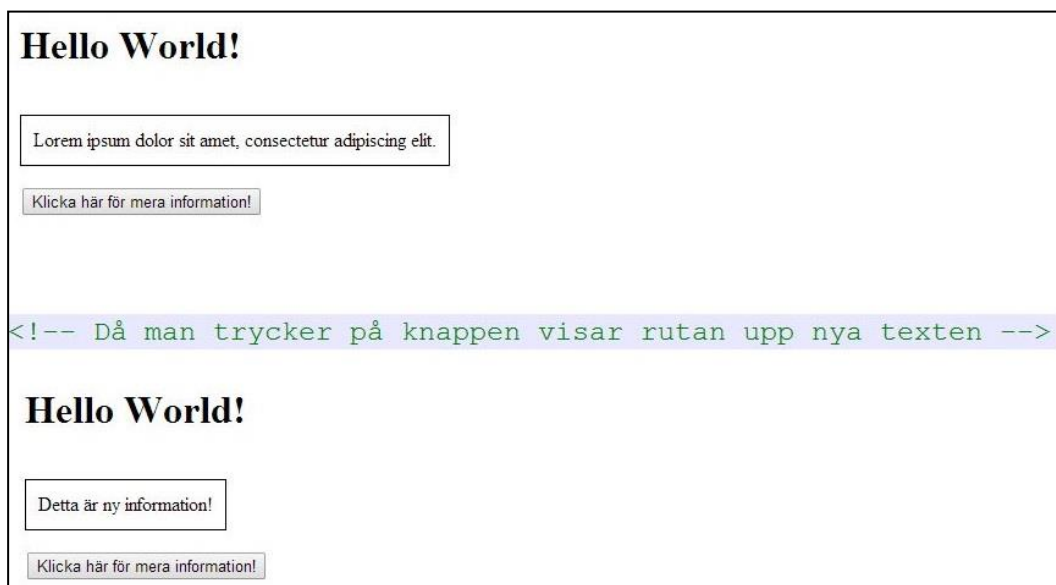 Hello World!
Lorem ipsum dolor sit amet, consectetur adipiscing elit.
Klicka här för mera information!
<!-- Då man trycker på knappen visar rutan upp nya texten -->
Hello World!
Detta är ny information!
Klicka här för mera information!